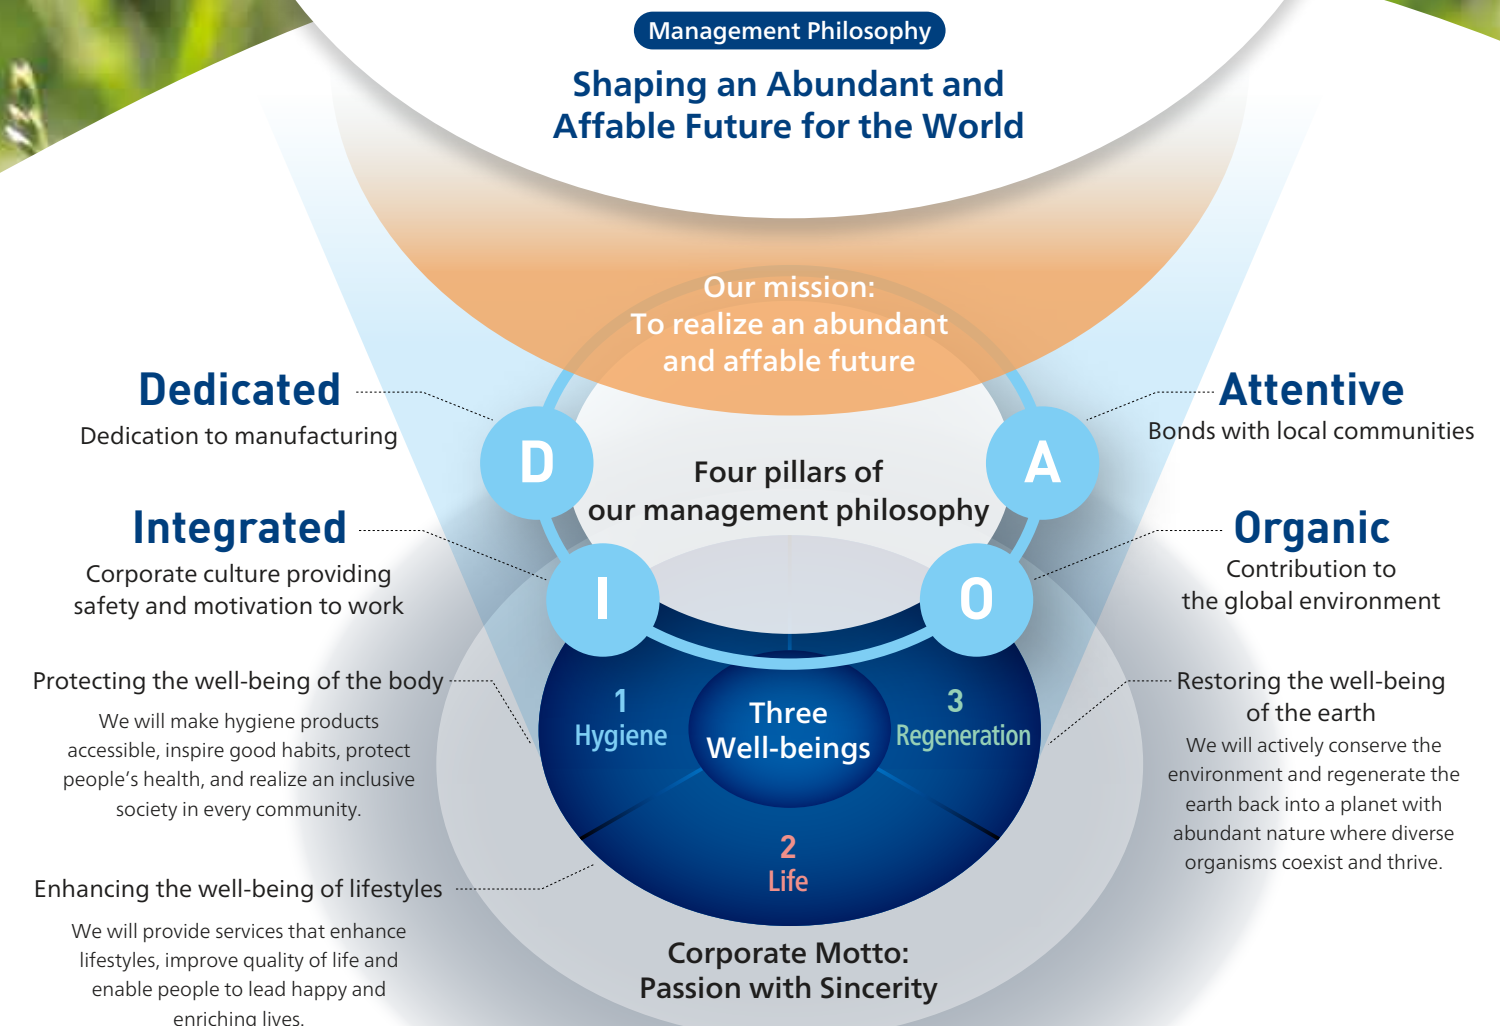 Management Philosophy
Shaping an Abundant and
Affable Future for the World
Our mission:
To realize an abundant
and affable future
Dedicated
Dedication to manufacturing
Attentive
Bonds with local communities
D
A
Four pillars of
our management philosophy
Integrated
Corporate culture providing
safety and motivation to work
Organic
Contribution to
the global environment
I
O
Protecting the well-being of the body
We will make hygiene products
accessible, inspire good habits, protect
people's health, and realize an inclusive
society in every community.
1
Hygiene
Three
Well-beings
3
Regeneration
Restoring the well-being
of the earth
We will actively conserve the
environment and regenerate the
earth back into a planet with
abundant nature where diverse
organisms coexist and thrive.
2
Life
Enhancing the well-being of lifestyles
We will provide services that enhance
lifestyles, improve quality of life and
enable people to lead happy and
enriching lives.
Corporate Motto:
Passion with Sincerity